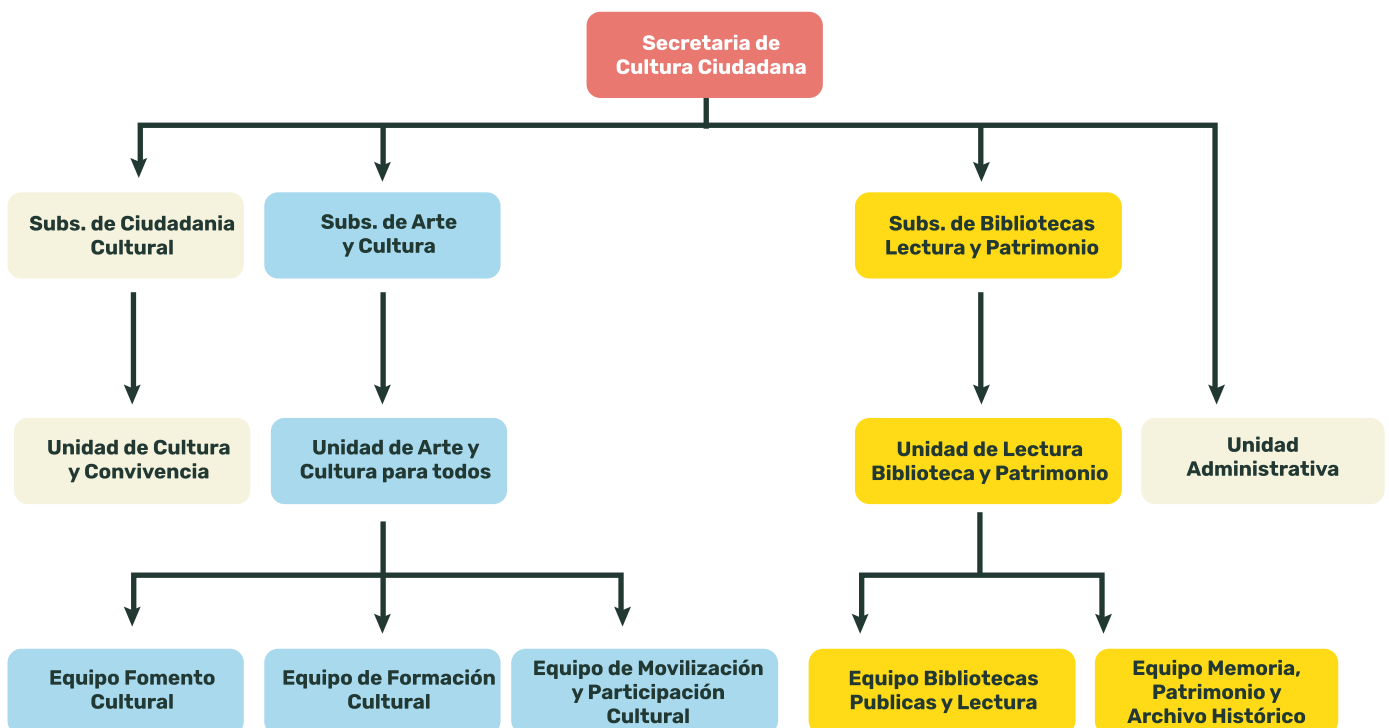 Secretaria de
Cultura Ciudadana
Subs. de Ciudadania
Cultural
Subs. de Arte
y Cultura
Subs. de Bibliotecas
Lectura y Patrimonio
Unidad de Cultura
y Convivencia
Unidad de Arte y
Cultura para todos
Unidad de Lectura
Biblioteca y Patrimonio
Unidad
Administrativa
Equipo Fomento
Cultural
Equipo de Formación
Cultural
Equipo de Movilización
y Participación
Cultural
Equipo Bibliotecas
Publicas y Lectura
Equipo Memoria,
Patrimonio y
Archivo Histórico